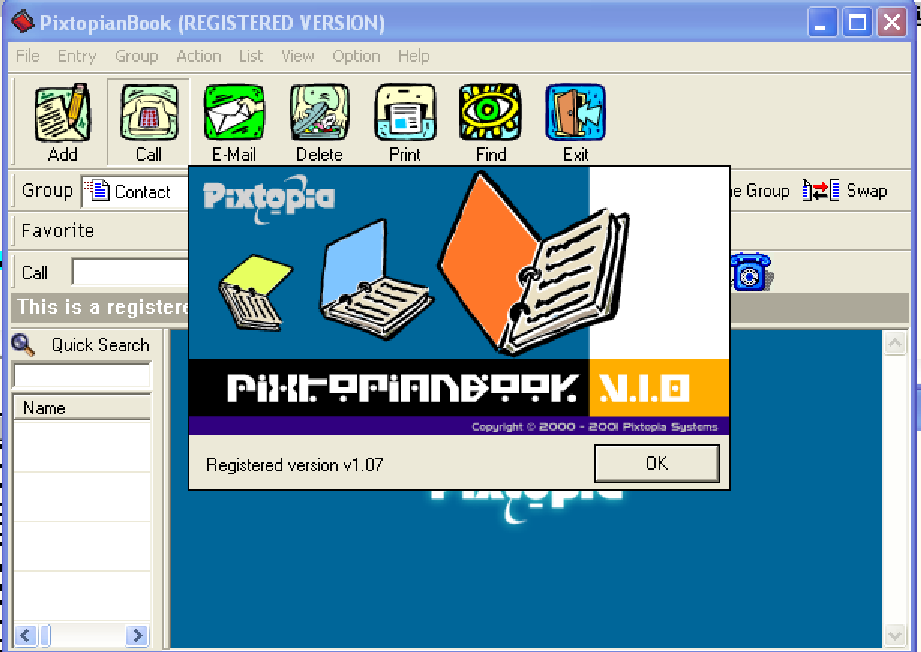 PixtopianBook (REGISTERED VERSION)
File Entry Group Action List View Option Help
Add Call E-Mail Delete Print Find Exit
Group Contact Group Swap
Pixtopia
Favorite
Call
This is a
Quick Search
Name
PIXTOPIANBOOK V.1.0
Copyright © 2000 - 2001 Pixtopia Systems
Registered version v1.07
OK
Pixtopia